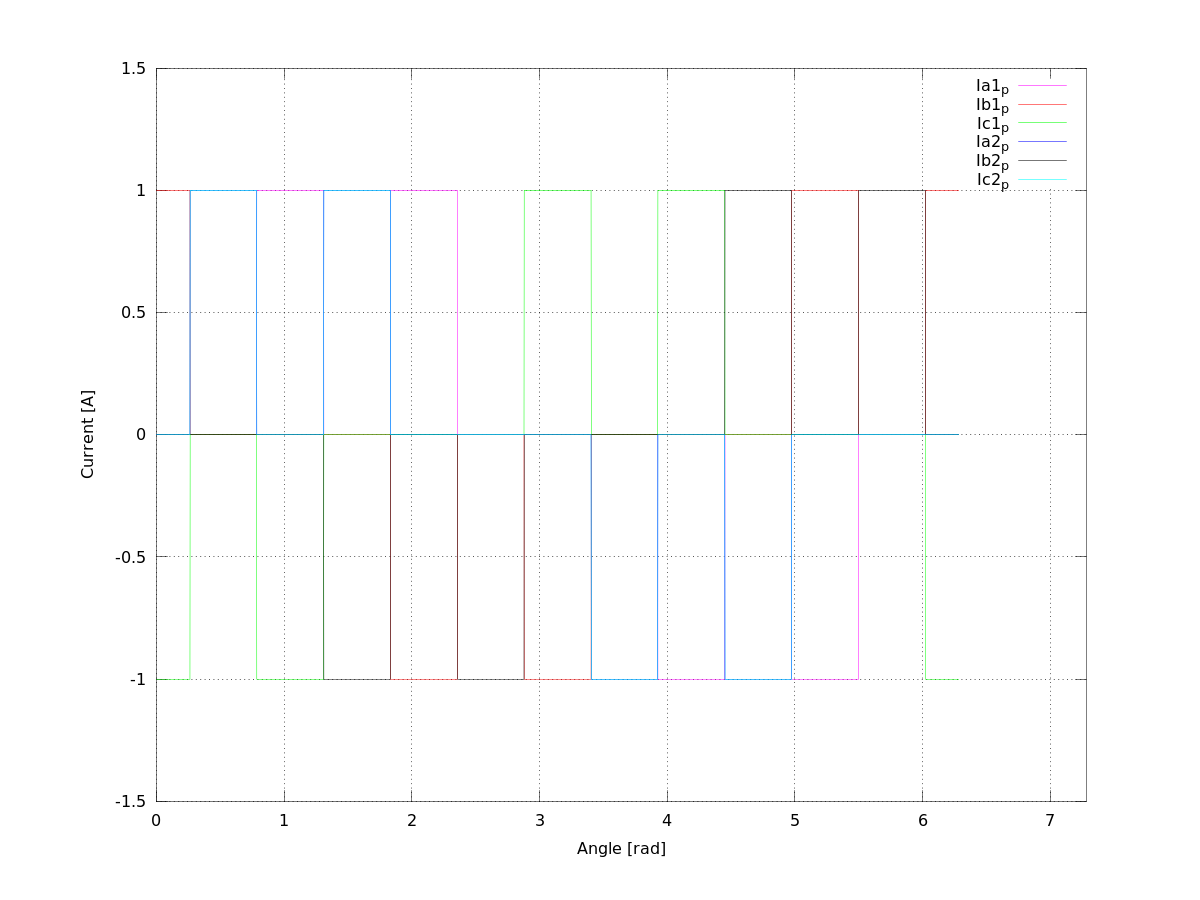 1.5
Ia1p
Ib1p
Ic1p
Ia2p
Ib2p
Ic2p
1
0.5
0
-0.5
-1
-1.5
Current [A]
0 1 2 3 4 5 6 7
Angle [rad]